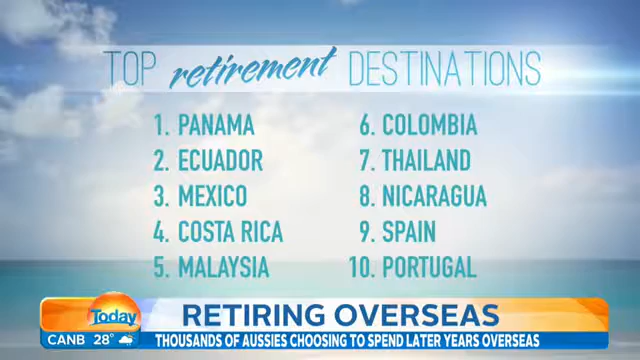 TOP retirement DESTINATIONS
1. PANAMA
2. ECUADOR
3. MEXICO
4. COSTA RICA
5. MALAYSIA
6. COLOMBIA
7. THAILAND
8. NICARAGUA
9. SPAIN
10. PORTUGAL
Today
RETIRING OVERSEAS
CANB 28°
THOUSANDS OF AUSSIES CHOOSING TO SPEND LATER YEARS OVERSEAS